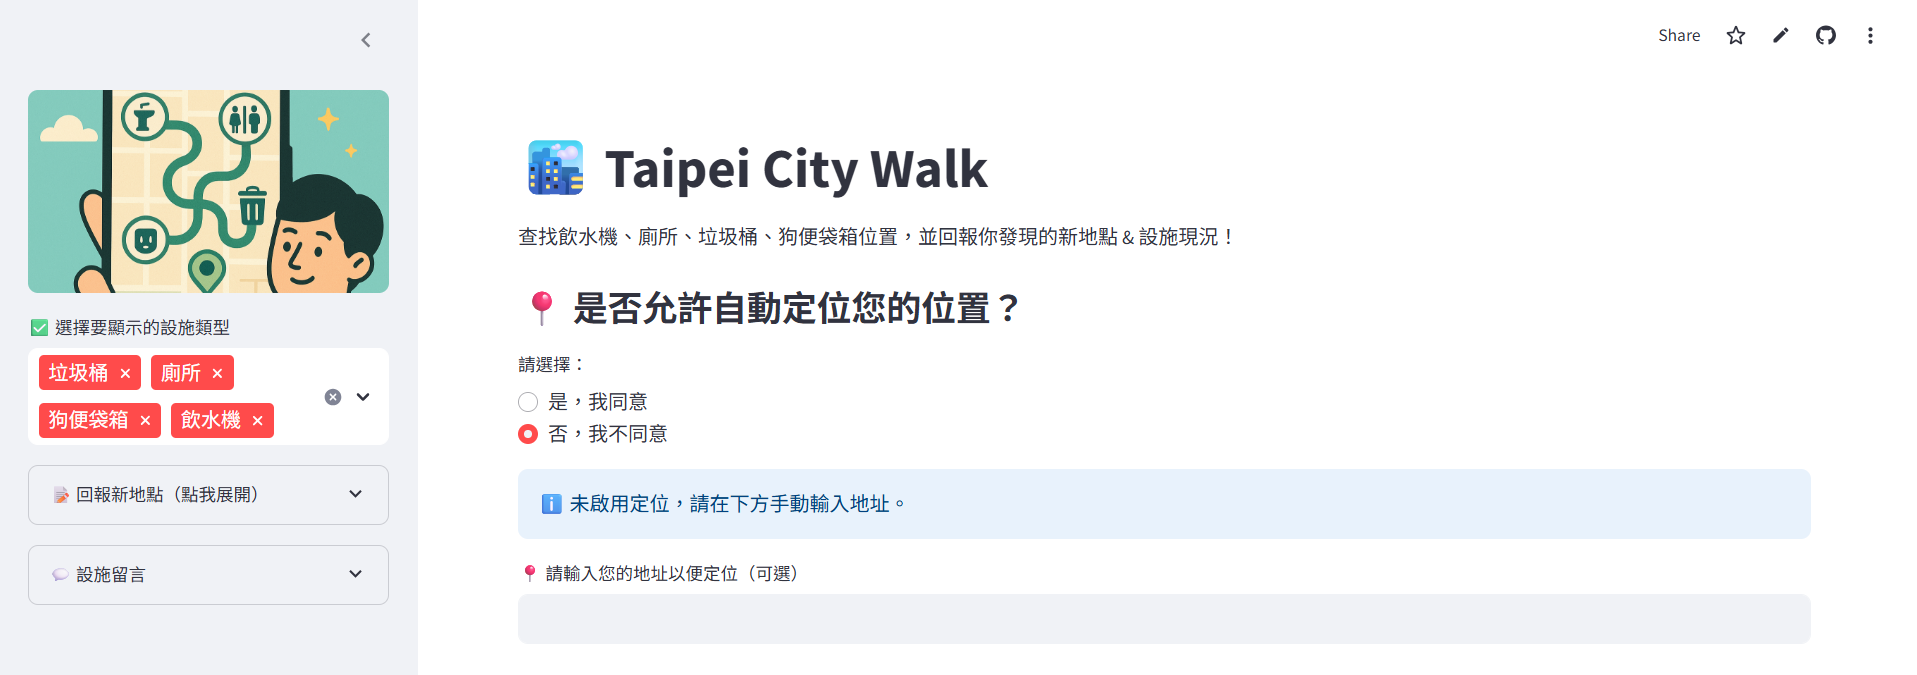 Share
✅ 選擇要顯示的設施類型
垃圾桶 ×
廁所 ×
狗便袋箱 ×
飲水機 ×
📝 回報新地點（點我展開）
💬 設施留言
🏙️ Taipei City Walk
查找飲水機、廁所、垃圾桶、狗便袋箱位置，並回報你發現的新地點 & 設施現況！
📍 是否允許自動定位您的位置？
請選擇：
是，我同意
否，我不同意
ℹ️ 未啟用定位，請在下方手動輸入地址。
📍 請輸入您的地址以便定位（可選）